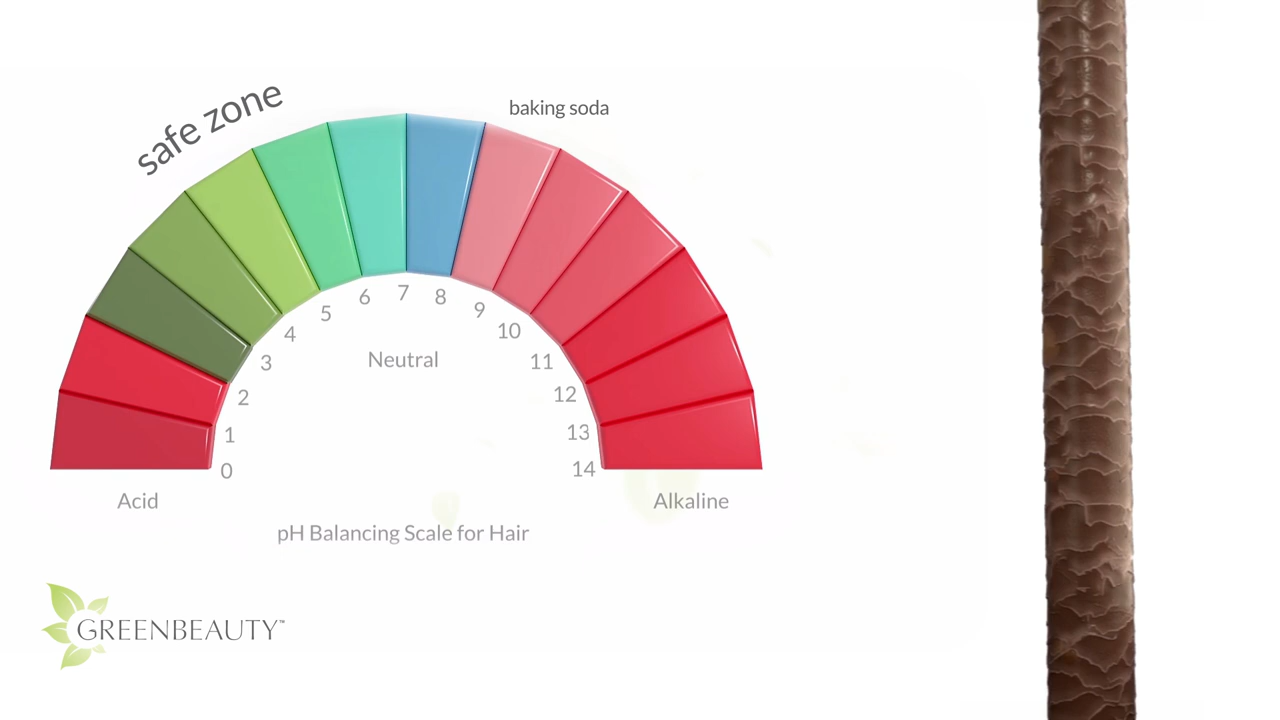 safe zone
baking soda
0
1
2
3
4
5
6
7
8
9
10
11
12
13
14
Neutral
Acid
Alkaline
pH Balancing Scale for Hair
GREENBEAUTY™